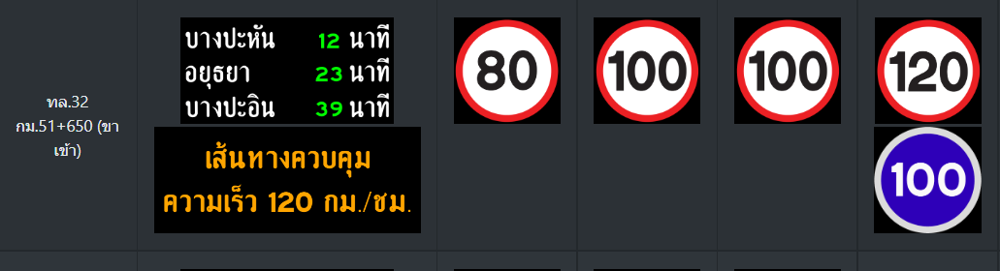 ทล.32
กม.51+650 (ขา
เข้า)
บางปะหัน 12 นาที
อยุธยา 23 นาที
บางปะอิน 39 นาที
เส้นทางควบคุม
ความเร็ว 120 กม./ชม.
80
100
100
120
100